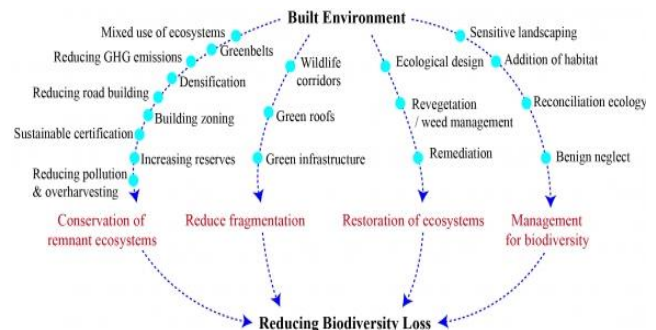 Built Environment
Mixed use of ecosystems
Greenbelts
Reducing GHG emissions
Densification
Reducing road building
Building zoning
Sustainable certification
Increasing reserves
Reducing pollution
& overharvesting
Wildlife
corridors
Green roofs
Green infrastructure
Ecological design
Revegetation
/ weed management
Remediation
Sensitive landscaping
Addition of habitat
Reconciliation ecology
Benign neglect
Conservation of
remnant ecosystems
Reduce fragmentation
Restoration of ecosystems
Management
for biodiversity
Reducing Biodiversity Loss